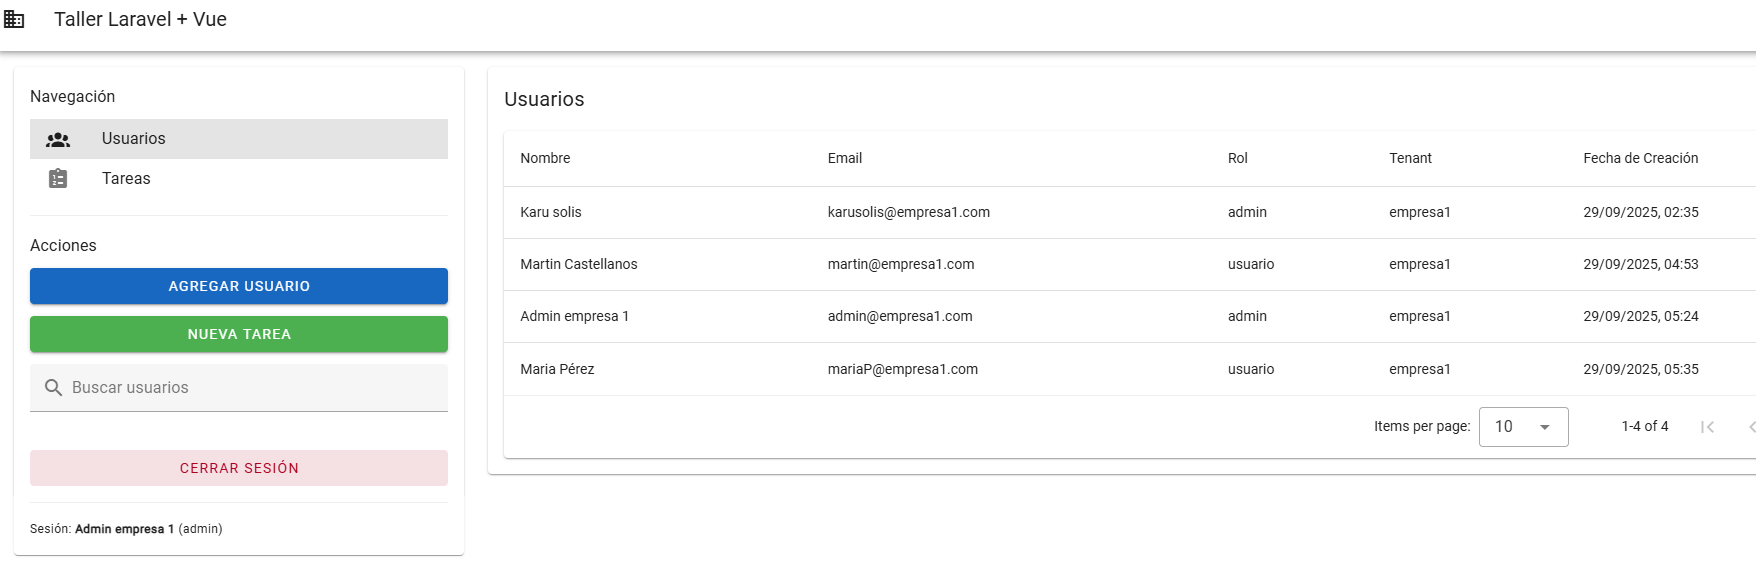 Taller Laravel + Vue
Navegación
Usuarios
Tareas
Acciones
AGREGAR USUARIO
NUEVA TAREA
Buscar usuarios
CERRAR SESIÓN
Sesión: Admin empresa 1 (admin)
Usuarios
Nombre Email Rol Tenant Fecha de Creación
Karu solis karusolis@empresa1.com admin empresa1 29/09/2025, 02:35
Martin Castellanos martin@empresa1.com usuario empresa1 29/09/2025, 04:53
Admin empresa 1 admin@empresa1.com admin empresa1 29/09/2025, 05:24
Maria Pérez mariaP@empresa1.com usuario empresa1 29/09/2025, 05:35
Items per page: 10 1-4 of 4